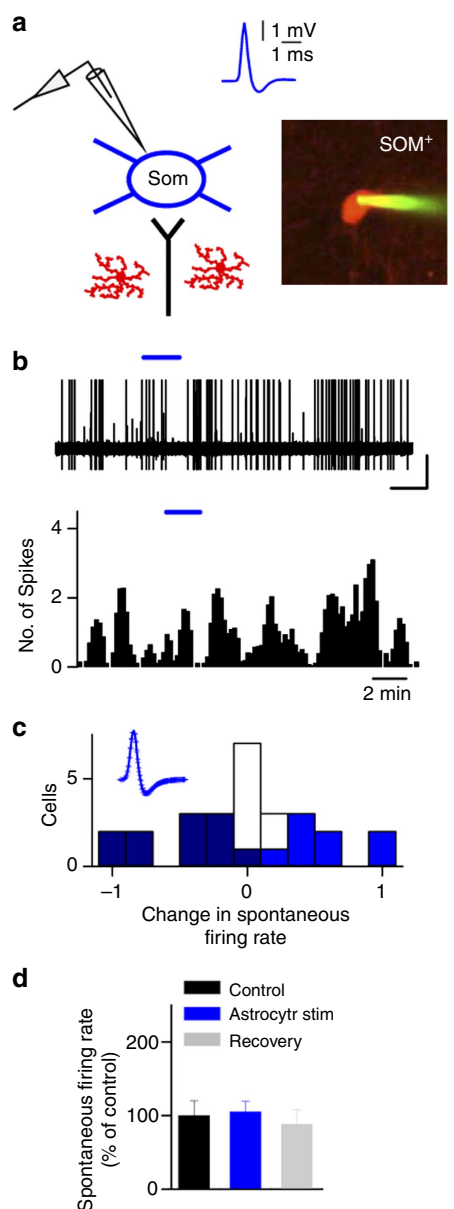 a
1 mV
1 ms
SOM+
Som
b
4
2
0
No. of Spikes
2 min
c
5
0
Cells
–1
0
1
Change in spontaneous
firing rate
d
Control
Astrocytr stim
Recovery
200
100
0
Spontaneous firing rate
(% of control)